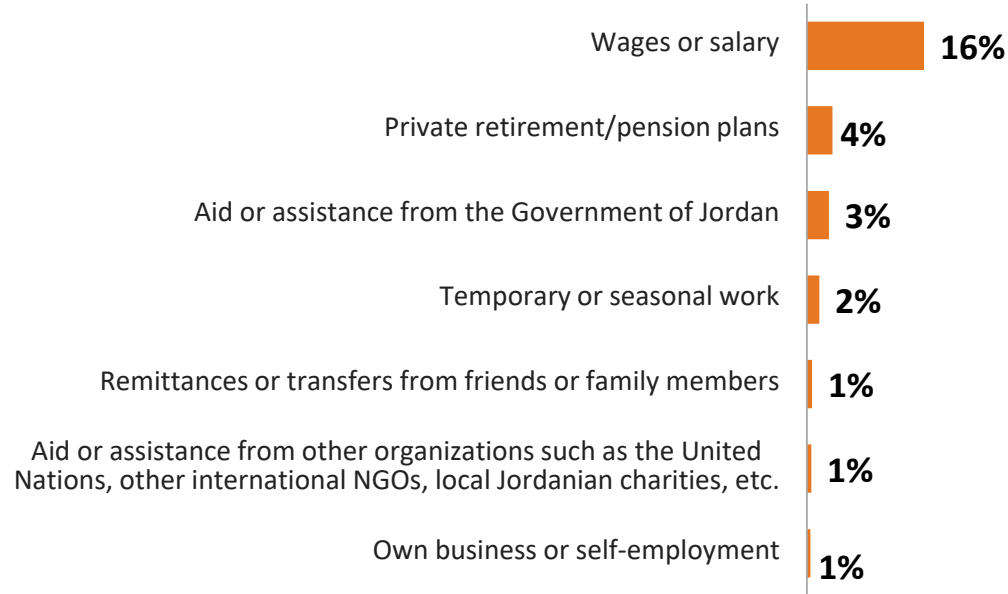 Wages or salary 16%
Private retirement/pension plans 4%
Aid or assistance from the Government of Jordan 3%
Temporary or seasonal work 2%
Remittances or transfers from friends or family members 1%
Aid or assistance from other organizations such as the United
Nations, other international NGOs, local Jordanian charities, etc. 1%
Own business or self-employment 1%